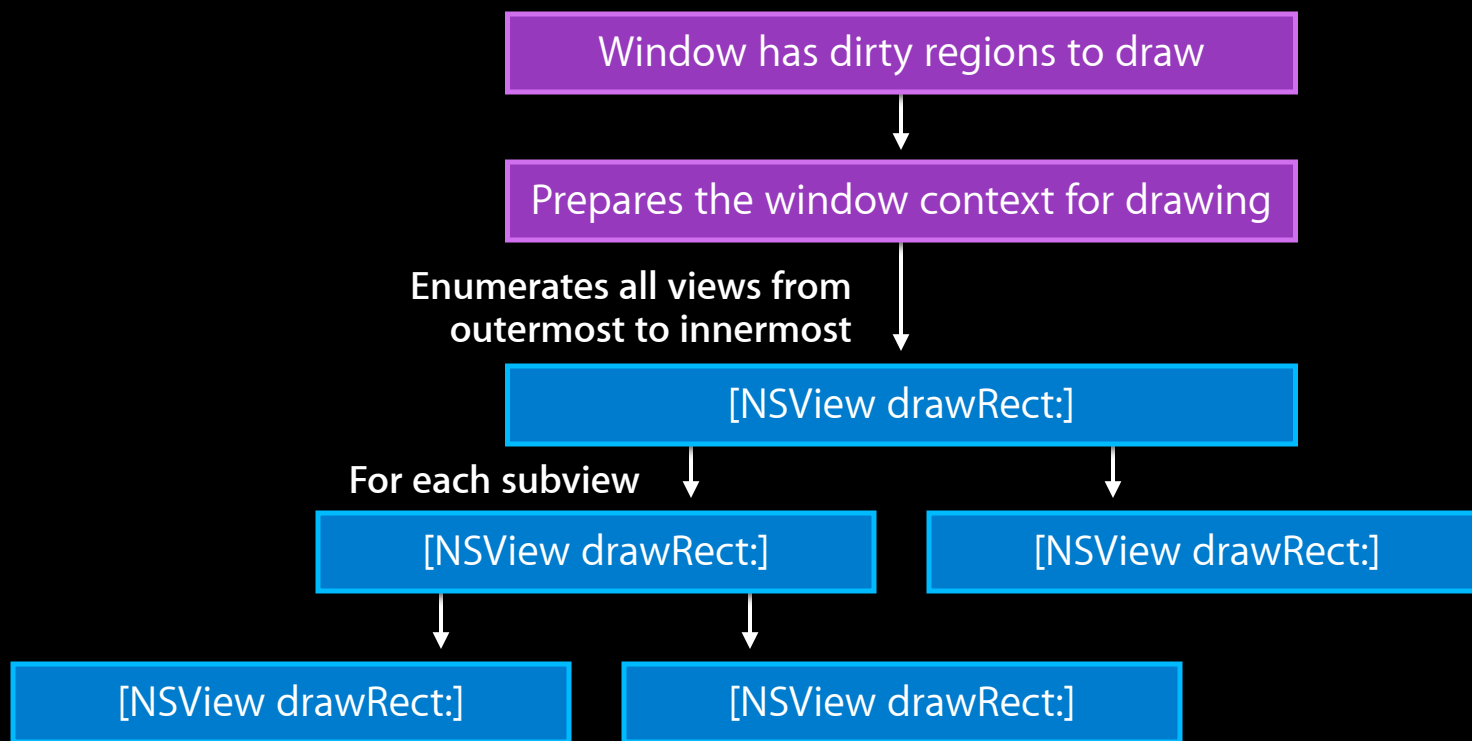 Window has dirty regions to draw
Prepares the window context for drawing
Enumerates all views from
outermost to innermost
[NSView drawRect:]
For each subview
[NSView drawRect:]
[NSView drawRect:]
[NSView drawRect:]
[NSView drawRect:]